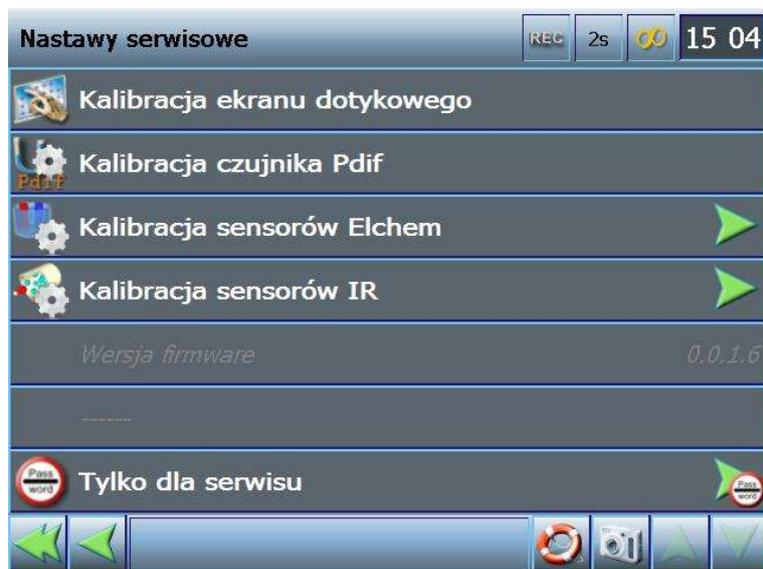 Nastawy serwisowe
REC 2s 15 04
Kalibracja ekranu dotykowego
Pdif
Kalibracja czujnika Pdif
Kalibracja sensorów Elchem
Kalibracja sensorów IR
Wersja firmware 0.0.1.6
------
Pass word
Tylko dla serwisu
Pass word